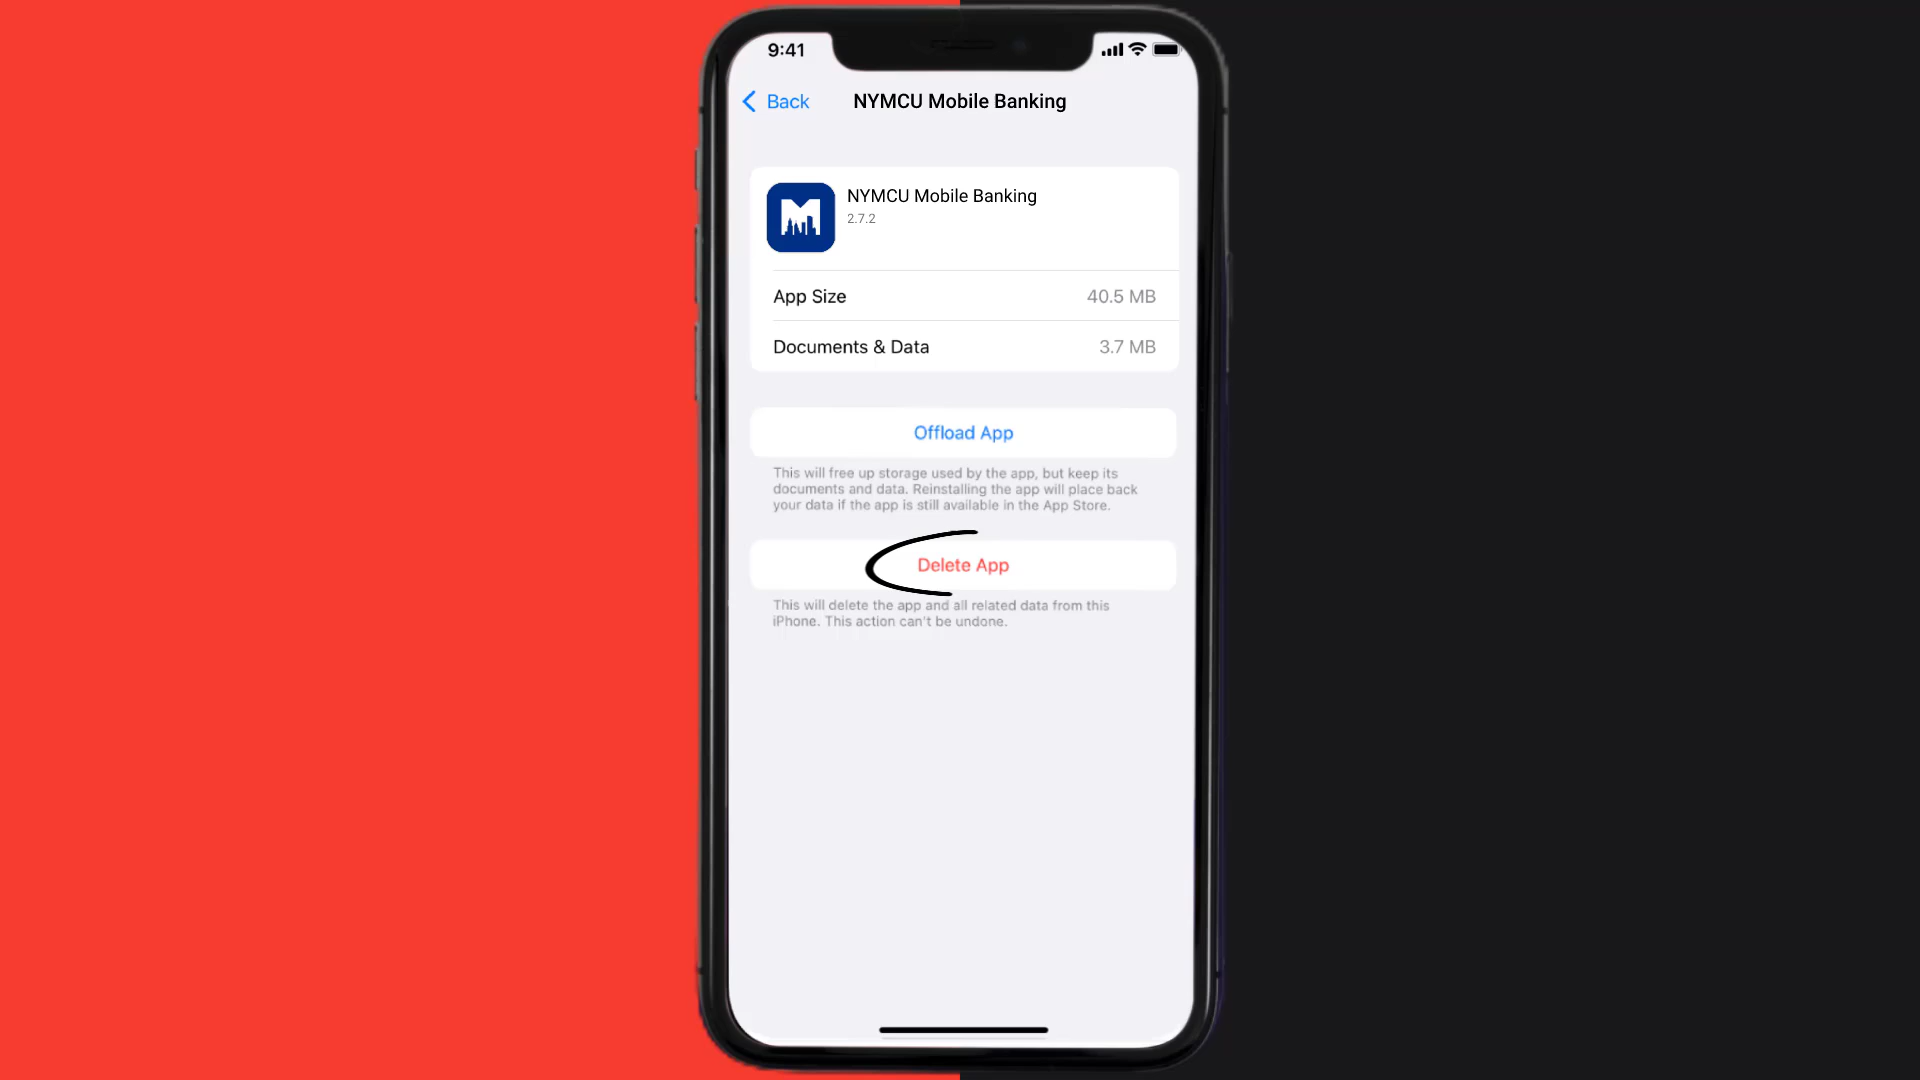 9:41
Back
NYMCU Mobile Banking
NYMCU Mobile Banking
2.7.2
App Size
40.5 MB
Documents & Data
3.7 MB
Offload App
This will free up storage used by the app, but keep its
documents and data. Reinstalling the app will place back
your data if the app is still available in the App Store.
Delete App
This will delete the app and all related data from this
iPhone. This action can't be undone.